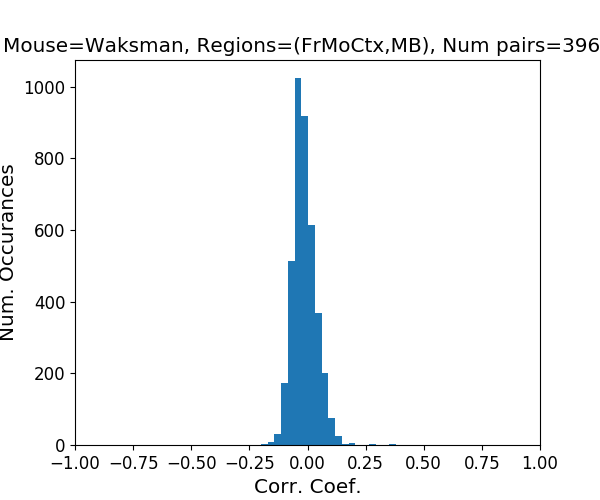 Mouse=Waksman, Regions=(FrMoCtx,MB), Num pairs=396
Num. Occurances
1000
800
600
400
200
0
−1.00 −0.75 −0.50 −0.25 0.00 0.25 0.50 0.75 1.00
Corr. Coef.